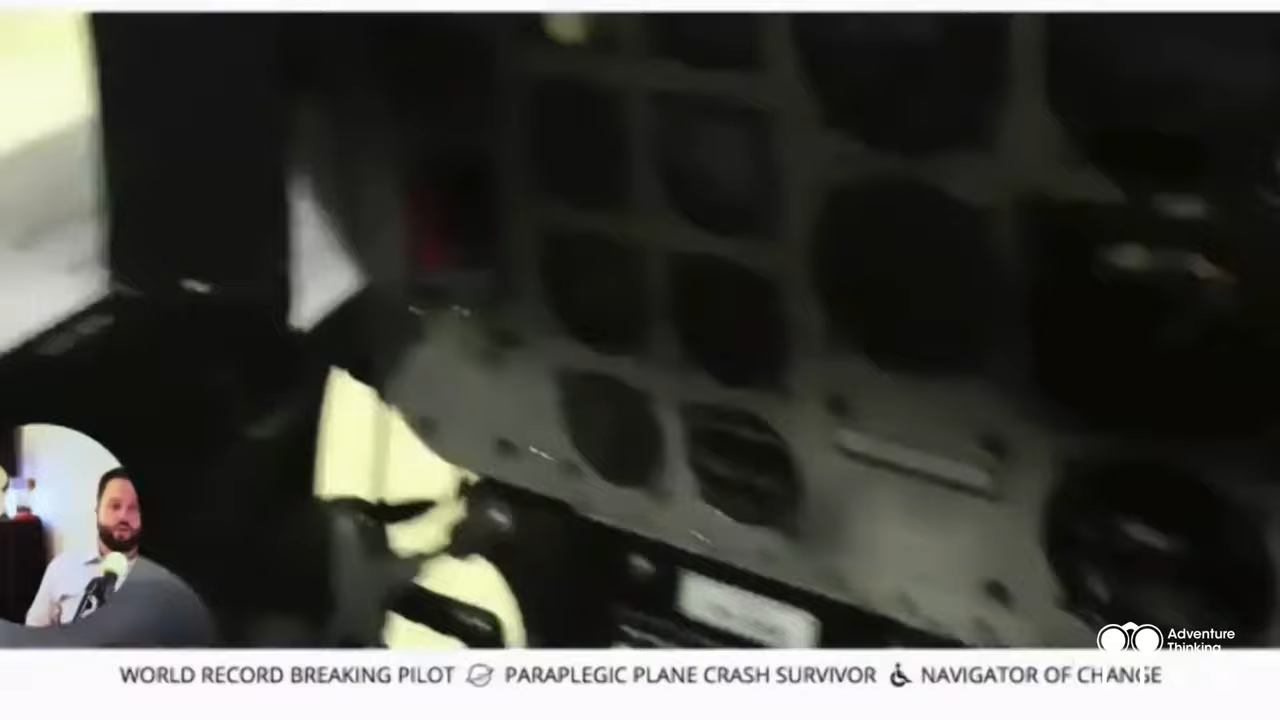 Adventure
Thinking
WORLD RECORD BREAKING PILOT PARAPLEGIC PLANE CRASH SURVIVOR NAVIGATOR OF CHANGE